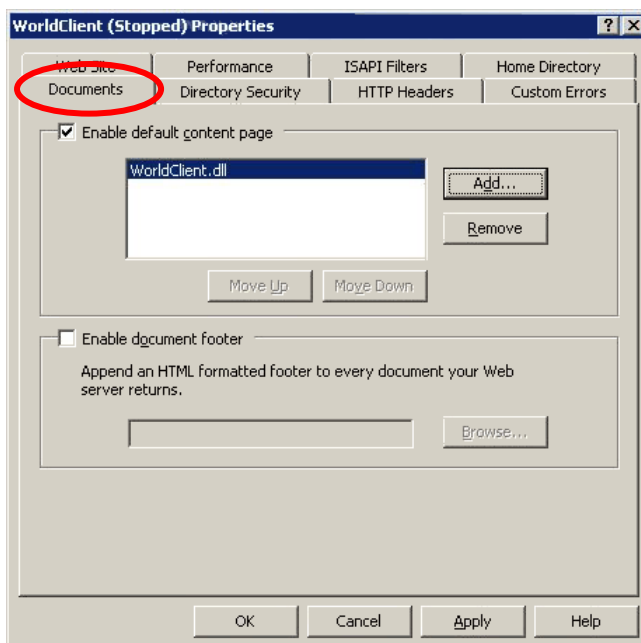 WorldClient (Stopped) Properties
Web Site Performance ISAPI Filters Home Directory
Documents Directory Security HTTP Headers Custom Errors
Enable default content page
WorldClient.dll
Add...
Remove
Move Up Move Down
Enable document footer
Append an HTML formatted footer to every document your Web
server returns.
Browse...
OK Cancel Apply Help